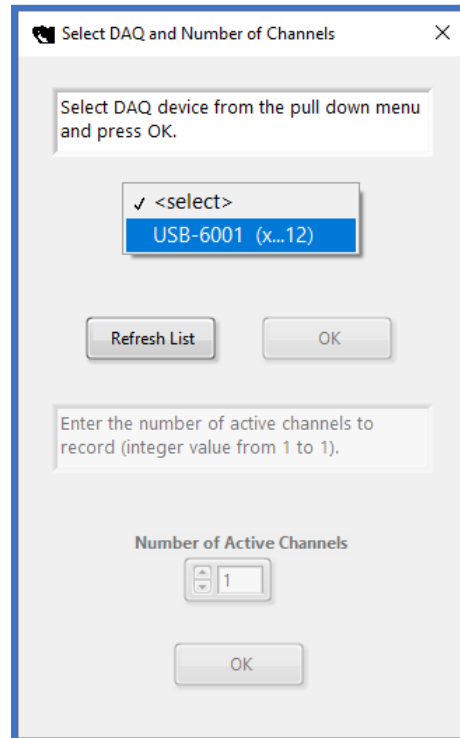 Select DAQ and Number of Channels
Select DAQ device from the pull down menu
and press OK.
✓ <select>
USB-6001 (x...12)
Refresh List
OK
Enter the number of active channels to
record (integer value from 1 to 1).
Number of Active Channels
1
OK